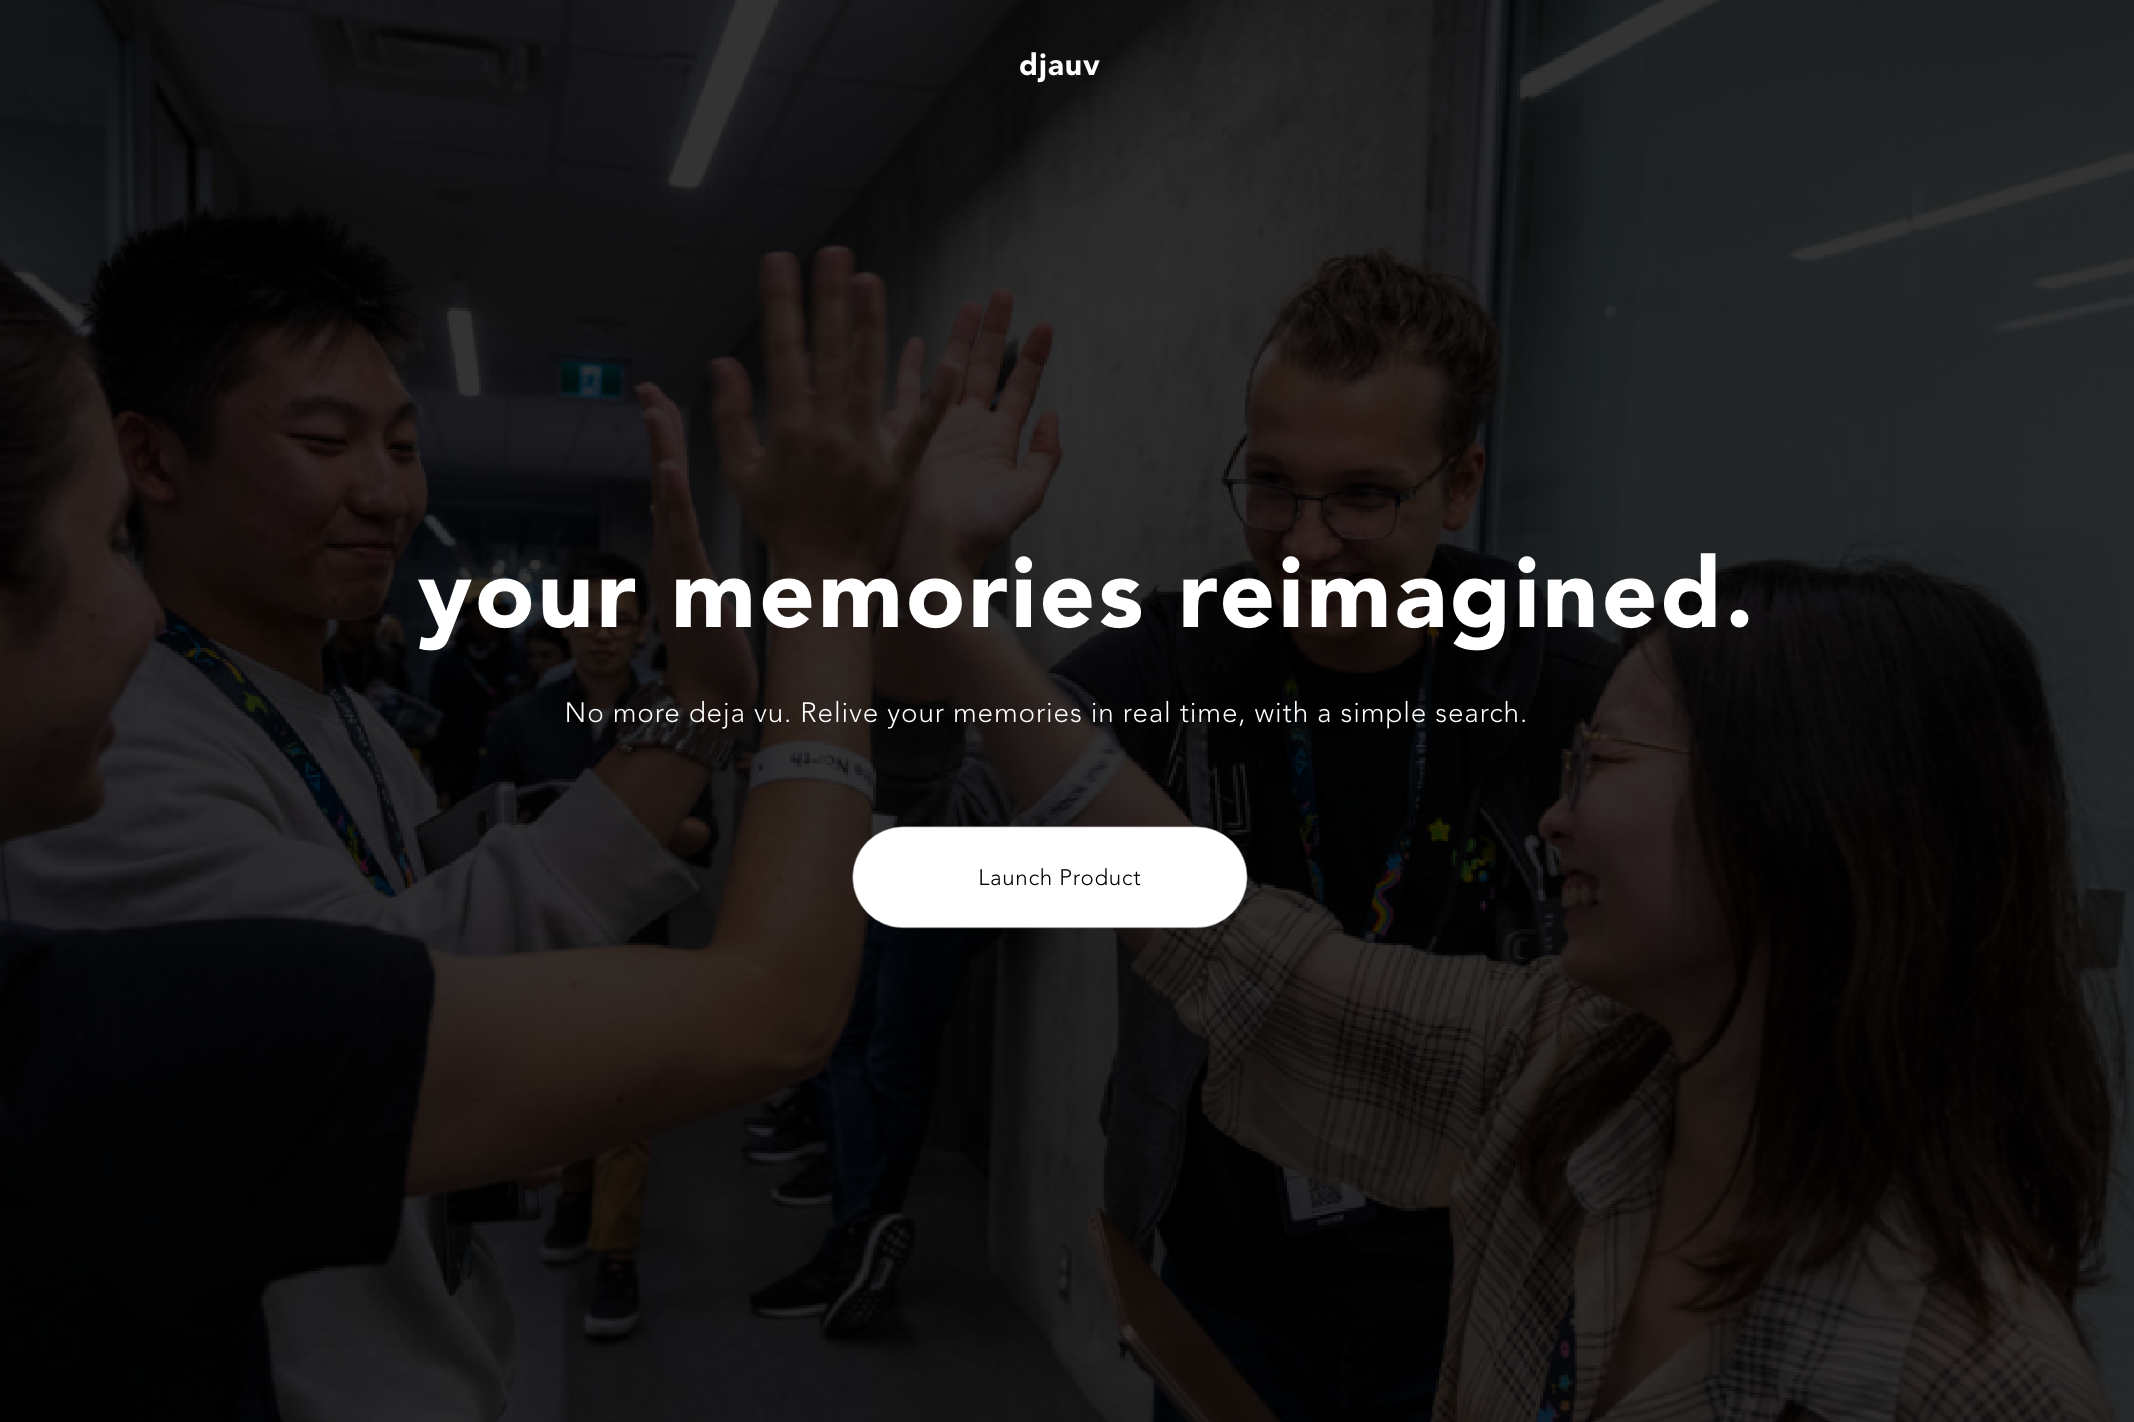 djauv
your memories reimagined.
No more deja vu. Relive your memories in real time, with a simple search.
North
Launch Product